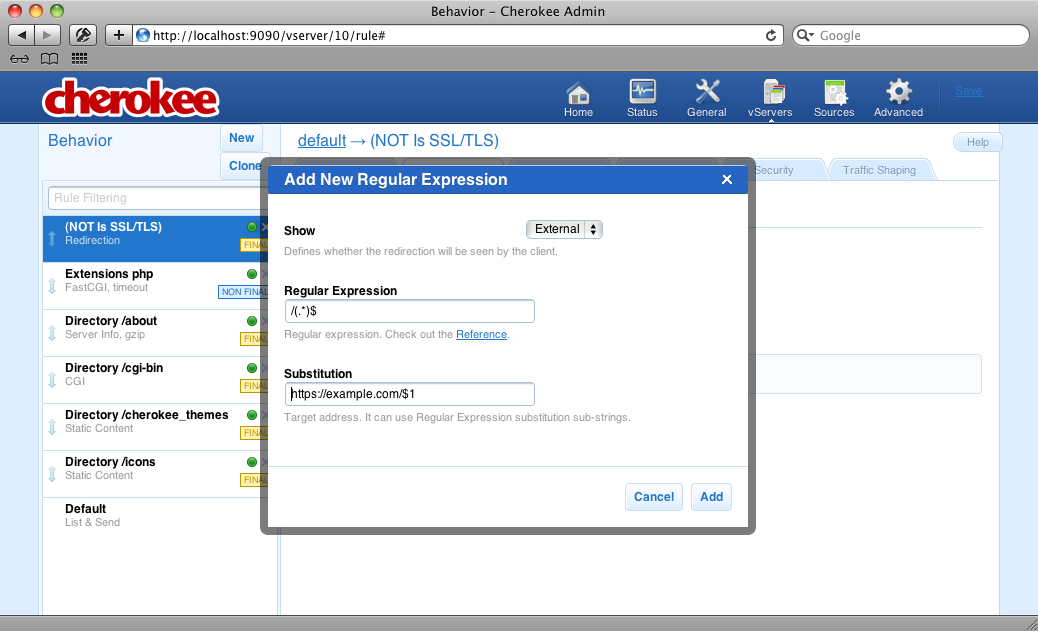 Behavior – Cherokee Admin
http://localhost:9090/vserver/10/rule#
Google
cherokee
Home
Status
General
vServers
Sources
Advanced
Save
Behavior
New
Clone
default → (NOT Is SSL/TLS)
Help
Security
Traffic Shaping
Rule Filtering
(NOT Is SSL/TLS)
Redirection
FINAL
Extensions php
FastCGI, timeout
NON FINAL
Directory /about
Server Info, gzip
FINAL
Directory /cgi-bin
CGI
FINAL
Directory /cherokee_themes
Static Content
FINAL
Directory /icons
Static Content
FINAL
Default
List & Send
Add New Regular Expression
Show
External
Defines whether the redirection will be seen by the client.
Regular Expression
/(.*)$
Regular expression. Check out the Reference.
Substitution
https://example.com/$1
Target address. It can use Regular Expression substitution sub-strings.
Cancel
Add